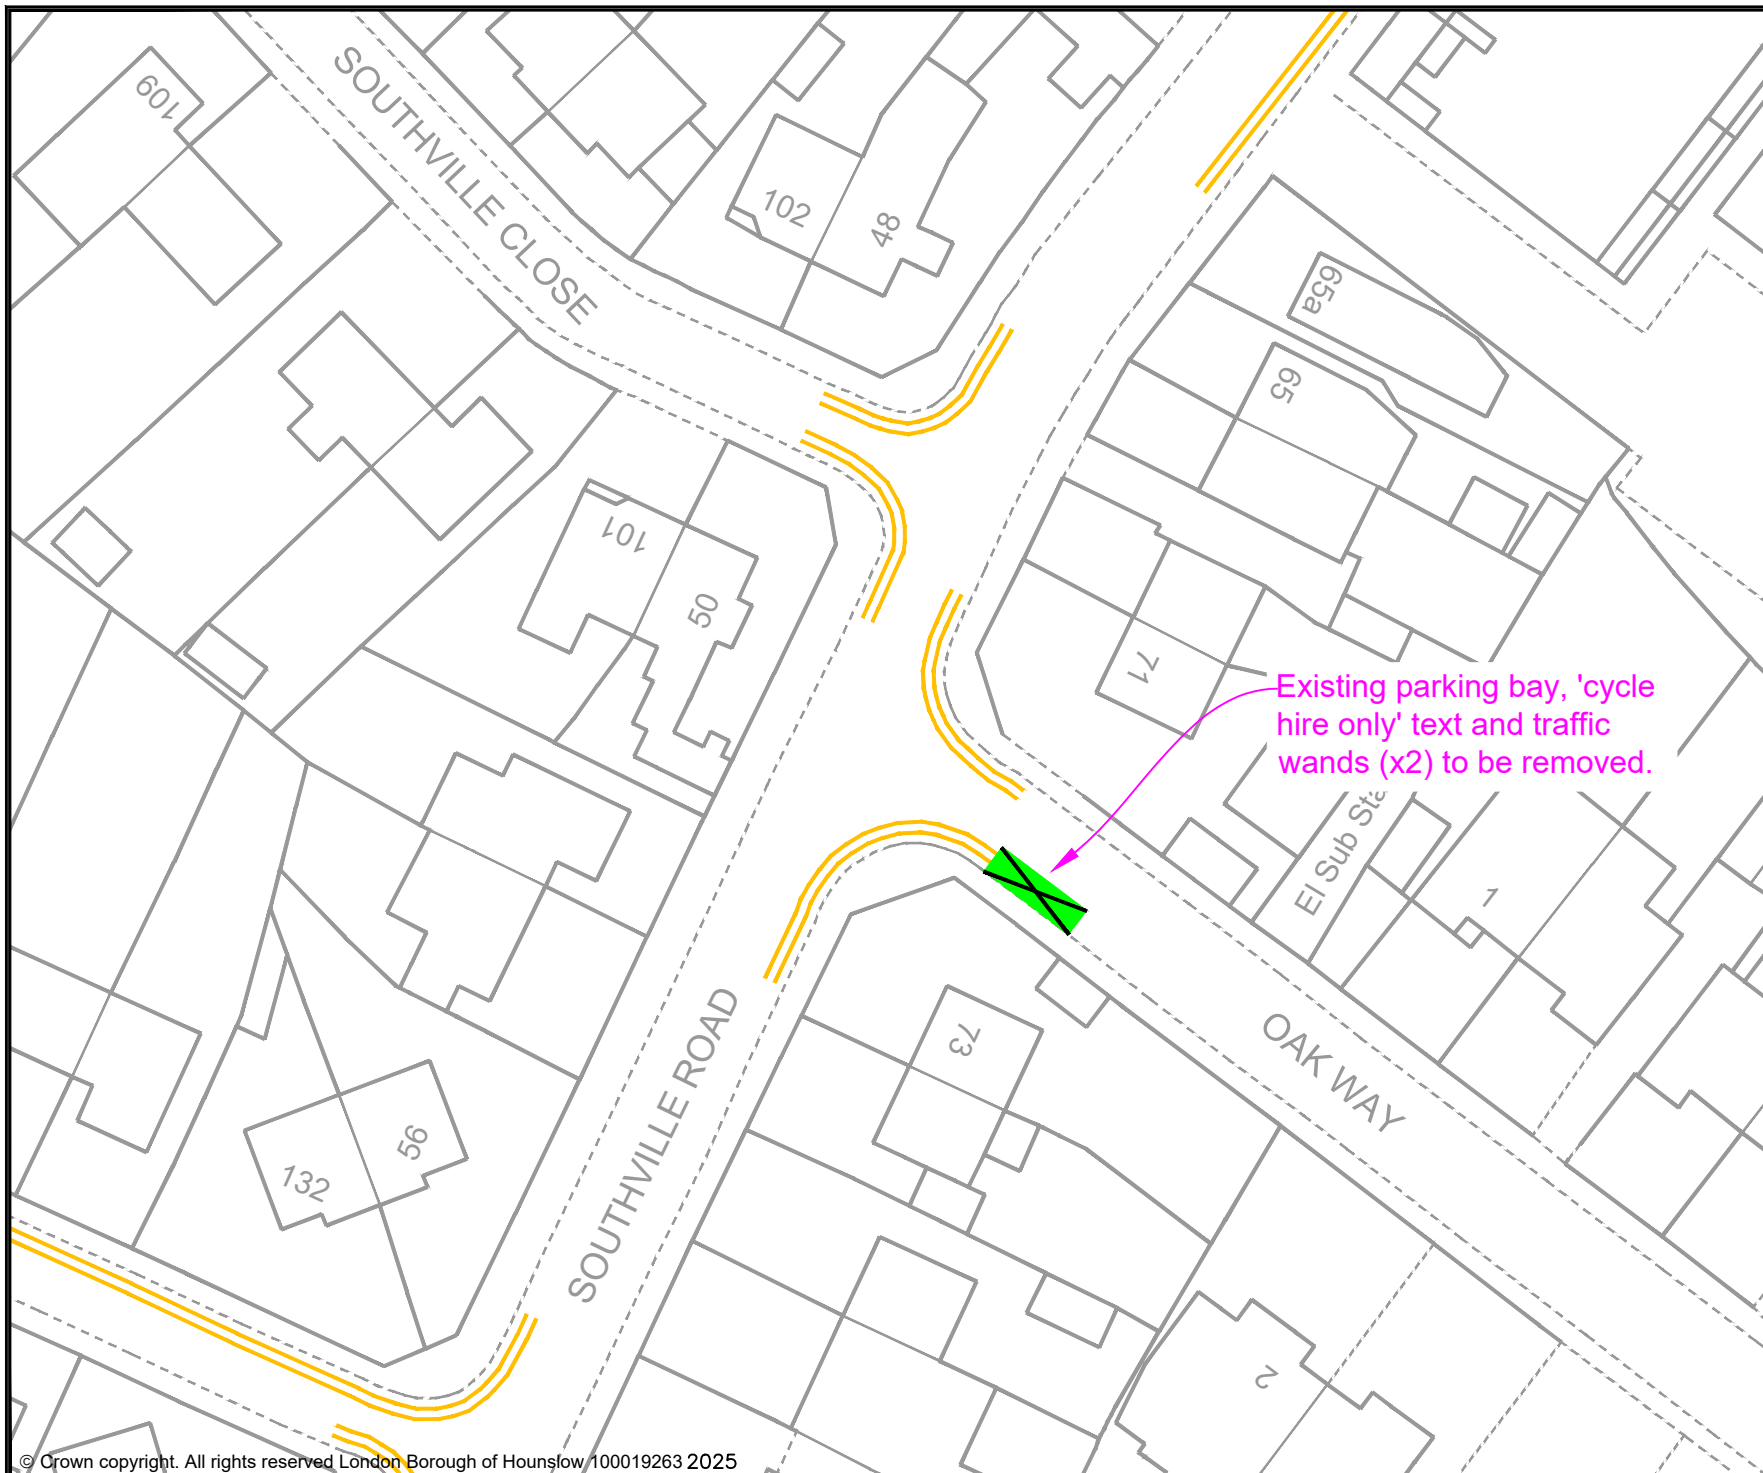 109
SOUTHVILLE CLOSE
102
48
65a
65
101
50
71
Existing parking bay, 'cycle
hire only' text and traffic
wands (x2) to be removed.
El Sub Sta
1
73
OAK WAY
SOUTHVILLE ROAD
56
132
2
© Crown copyright. All rights reserved London Borough of Hounslow 100019263 2025